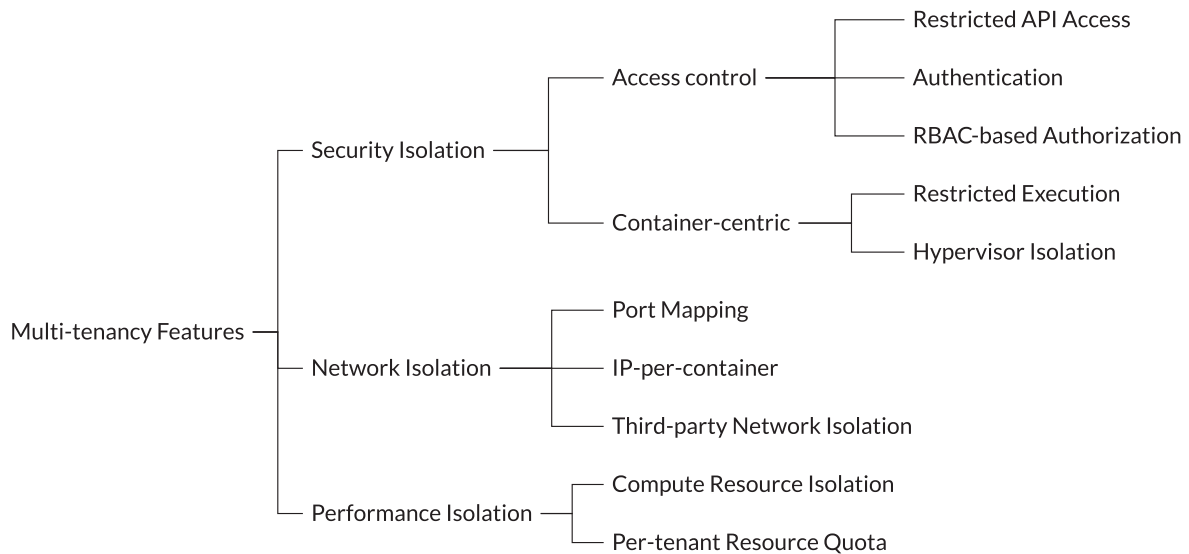 Restricted API Access
Access control
Authentication
RBAC-based Authorization
Security Isolation
Restricted Execution
Container-centric
Hypervisor Isolation
Port Mapping
Multi-tenancy Features
Network Isolation
IP-per-container
Third-party Network Isolation
Compute Resource Isolation
Performance Isolation
Per-tenant Resource Quota